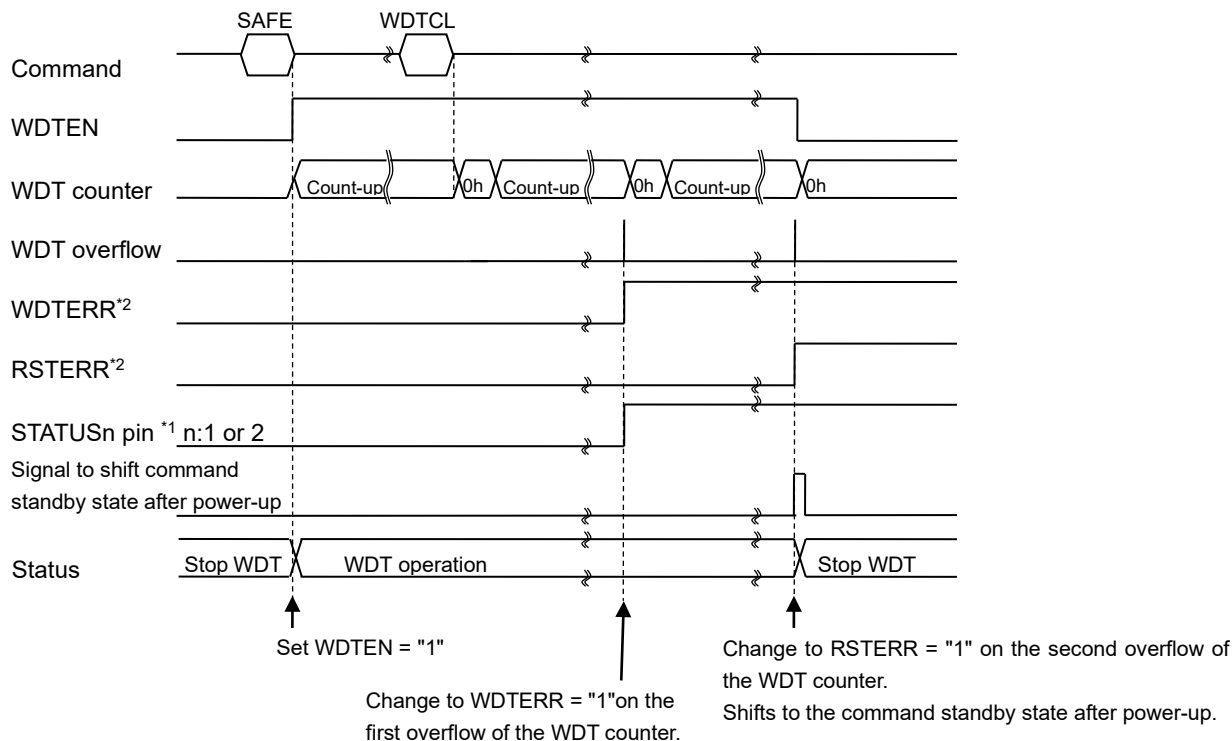 SAFE WDTCL
Command
WDTEN
WDT counter Count-up 0h Count-up 0h Count-up 0h
WDT overflow
WDTERR*2
RSTERR*2
STATUSn pin *1 n:1 or 2
Signal to shift command
standby state after power-up
Status Stop WDT WDT operation Stop WDT
Set WDTEN = "1"
Change to WDTERR = "1"on the
first overflow of the WDT counter.
Change to RSTERR = "1" on the second overflow of
the WDT counter.
Shifts to the command standby state after power-up.